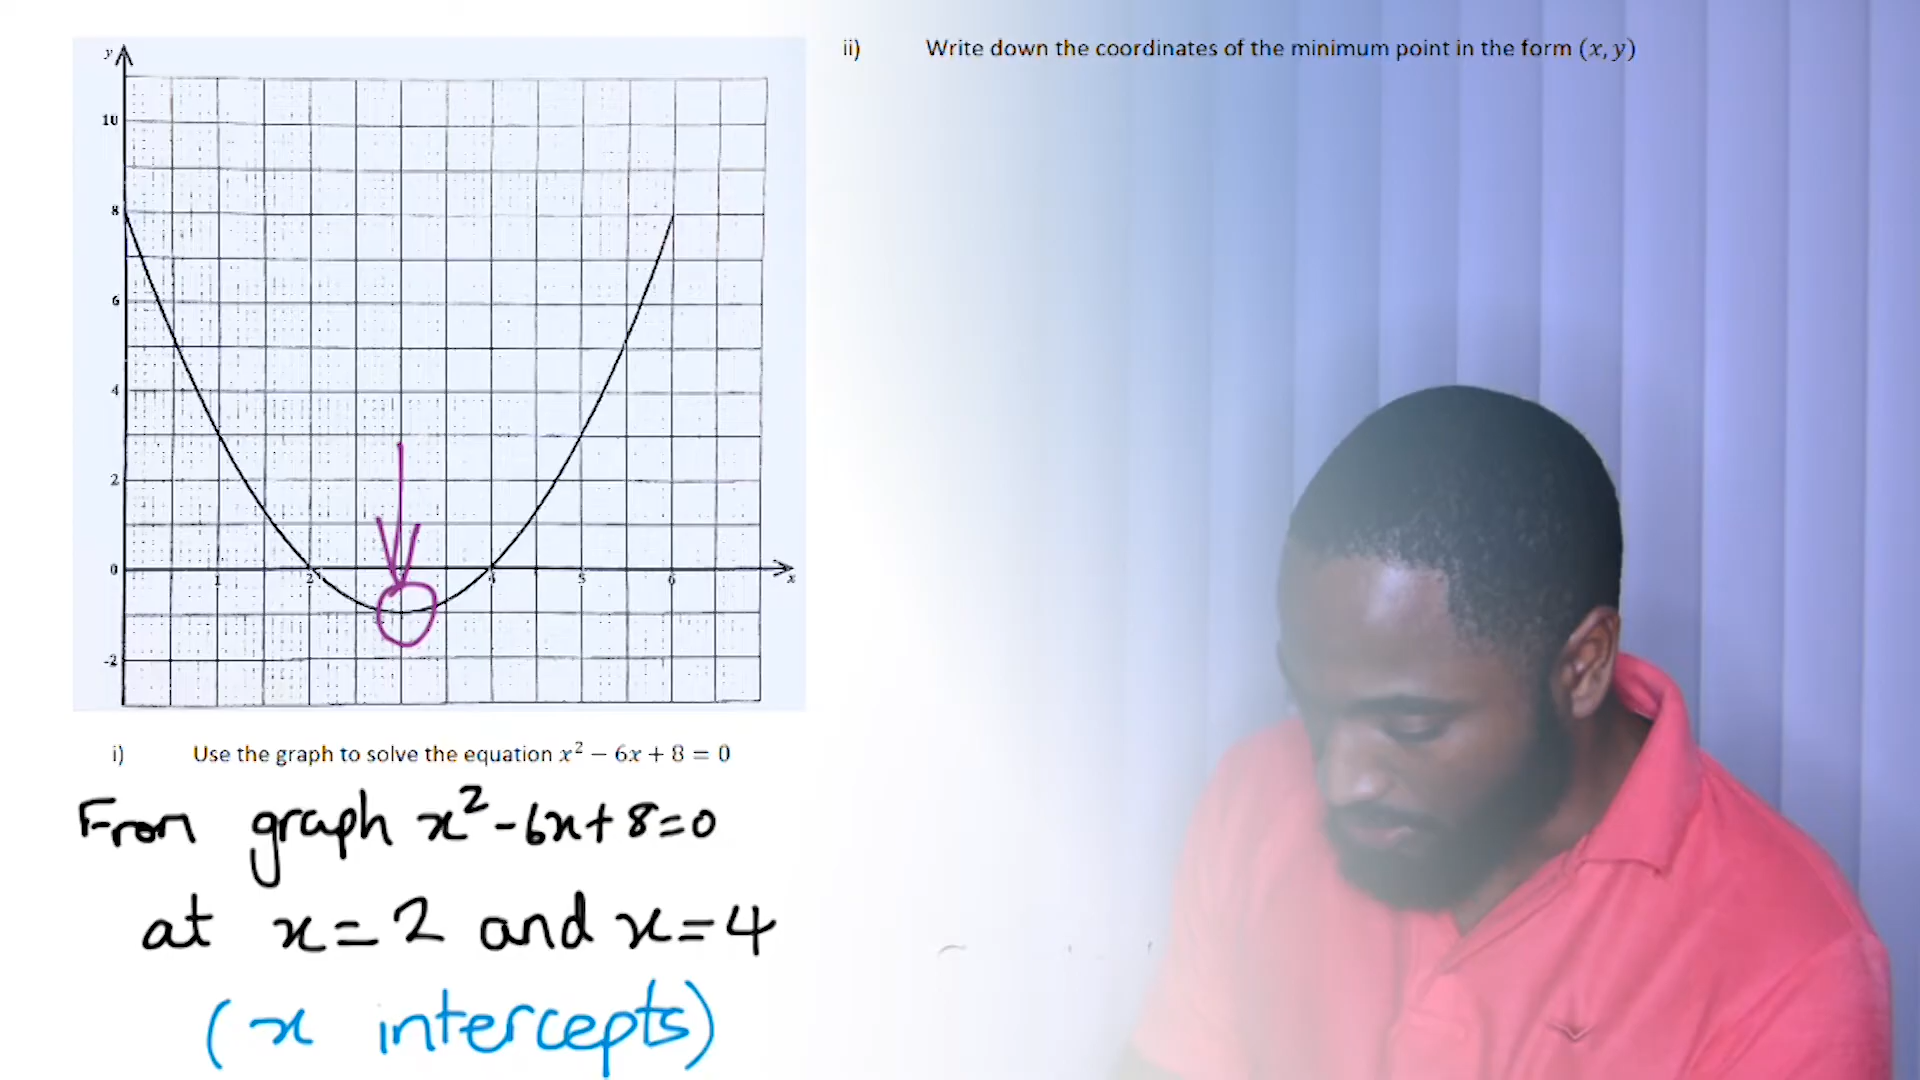 y
10
8
6
4
2
0
1
2
4
5
6
x
-2
i) Use the graph to solve the equation x² − 6x + 8 = 0
From graph x²-6x+8=0
at x=2 and x=4
(x intercepts)
ii) Write down the coordinates of the minimum point in the form (x, y)